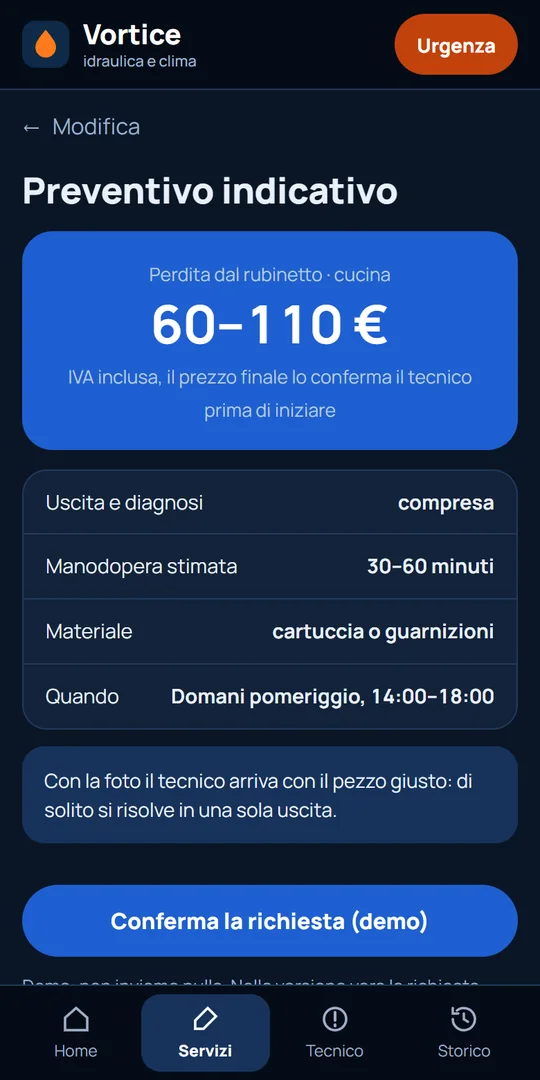 Vortice
idraulica e clima
Urgenza
← Modifica
Preventivo indicativo
Perdita dal rubinetto · cucina
60–110 €
IVA inclusa, il prezzo finale lo conferma il tecnico
prima di iniziare
Uscita e diagnosi compresa
Manodopera stimata 30–60 minuti
Materiale cartuccia o guarnizioni
Quando Domani pomeriggio, 14:00–18:00
Con la foto il tecnico arriva con il pezzo giusto: di
solito si risolve in una sola uscita.
Conferma la richiesta (demo)
Home
Servizi
Tecnico
Storico